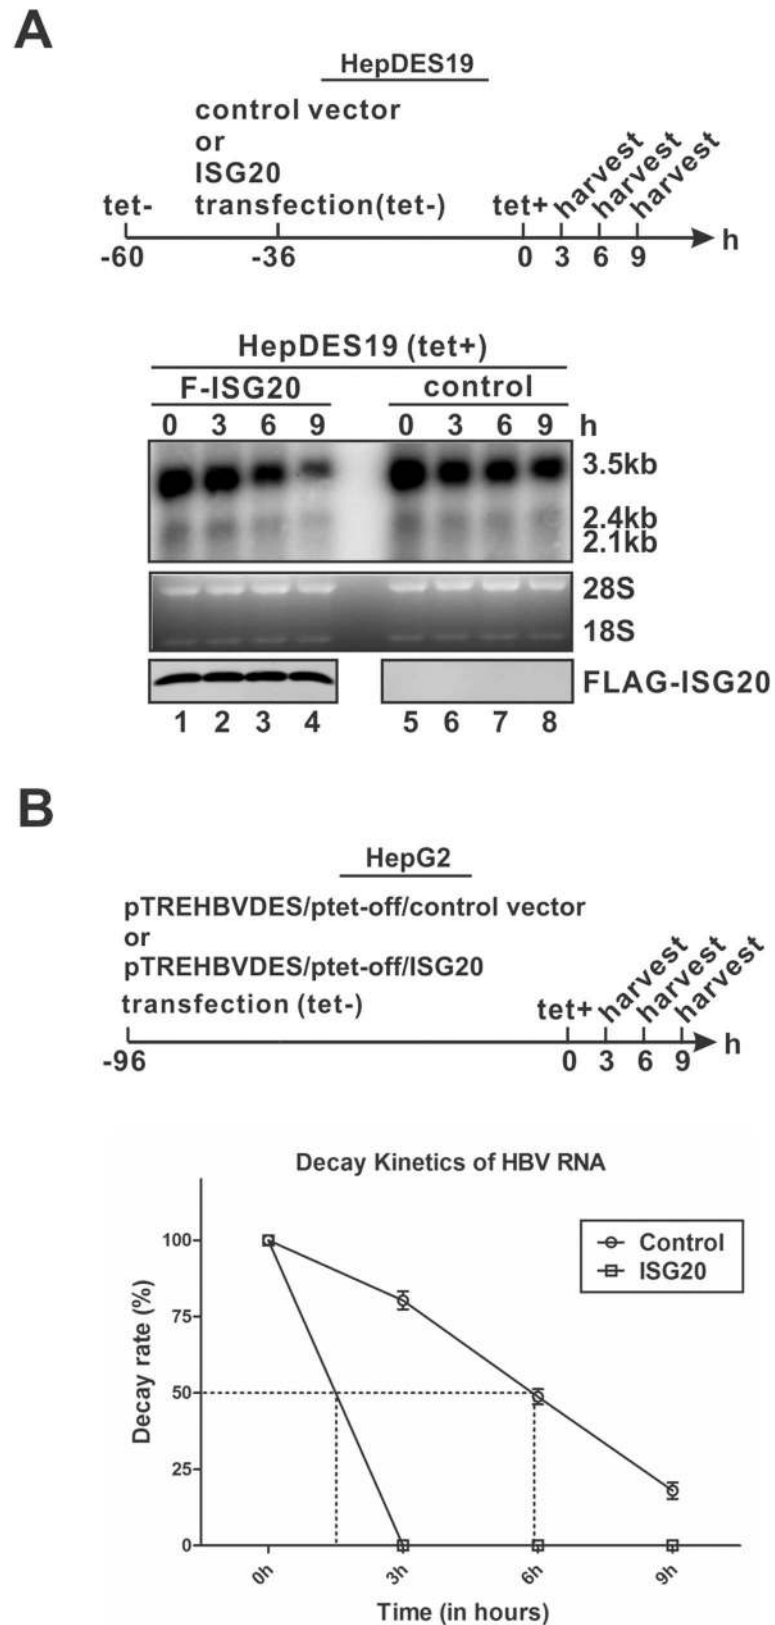 A
HepDES19
control vector
or
ISG20
tet- transfection(tet-) tet+ harvest harvest harvest
-60 -36 0 3 6 9 h
HepDES19 (tet+)
F-ISG20 control
0 3 6 9 0 3 6 9 h
3.5kb
2.4kb
2.1kb
28S
18S
FLAG-ISG20
1 2 3 4 5 6 7 8
B
HepG2
pTREHBVDES/ptet-off/control vector
or
pTREHBVDES/ptet-off/ISG20
transfection (tet-) tet+ harvest harvest harvest
-96 0 3 6 9 h
Decay Kinetics of HBV RNA
Control
ISG20
100
75
50
25
0
Decay rate (%)
0h 3h 6h 9h
Time (in hours)